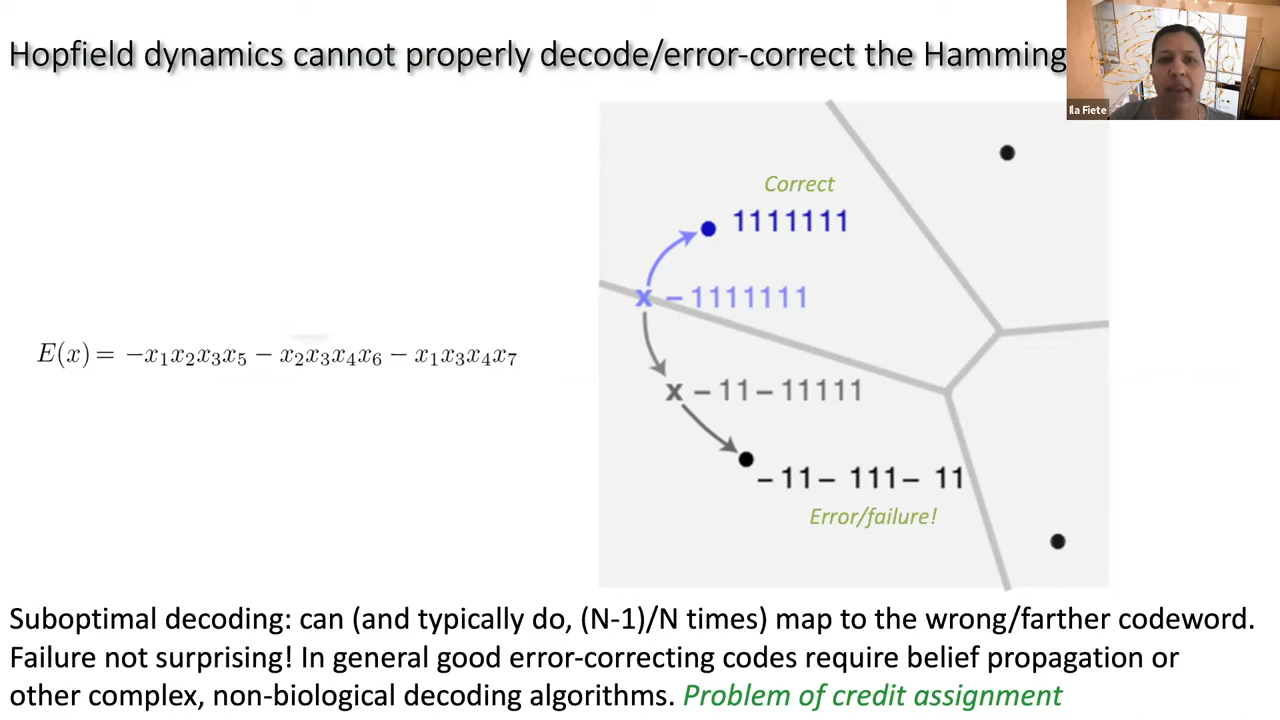 Hopfield dynamics cannot properly decode/error-correct the Hamming
Ila Fiete
Correct
1111111
x – 1111111
E(x) = −x₁x₂x₃x₅ − x₂x₃x₄x₆ − x₁x₃x₄x₇
x – 11 – 11111
– 11 – 111 – 11
Error/failure!
Suboptimal decoding: can (and typically do, (N-1)/N times) map to the wrong/farther codeword.
Failure not surprising! In general good error-correcting codes require belief propagation or
other complex, non-biological decoding algorithms. Problem of credit assignment